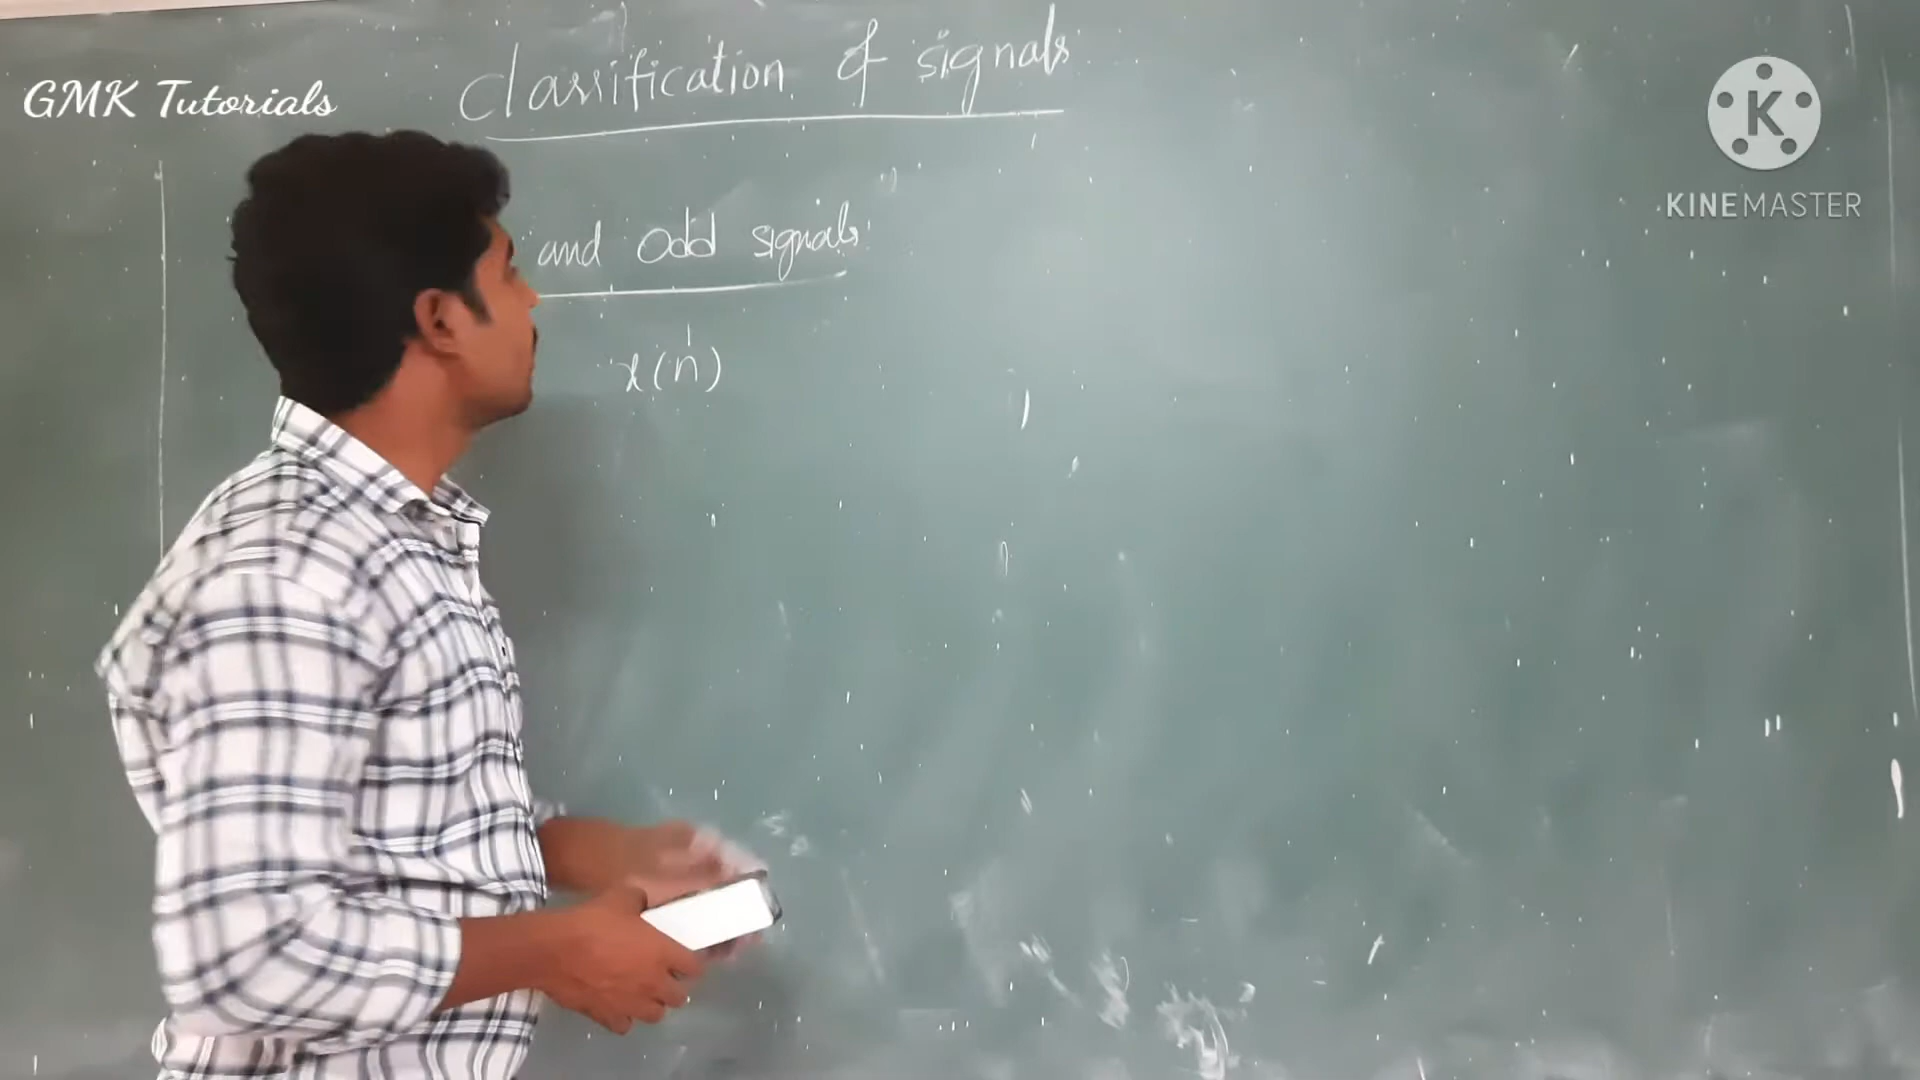 classification of signals
GMK Tutorials
K
KINEMASTER
and odd signals
x(n)